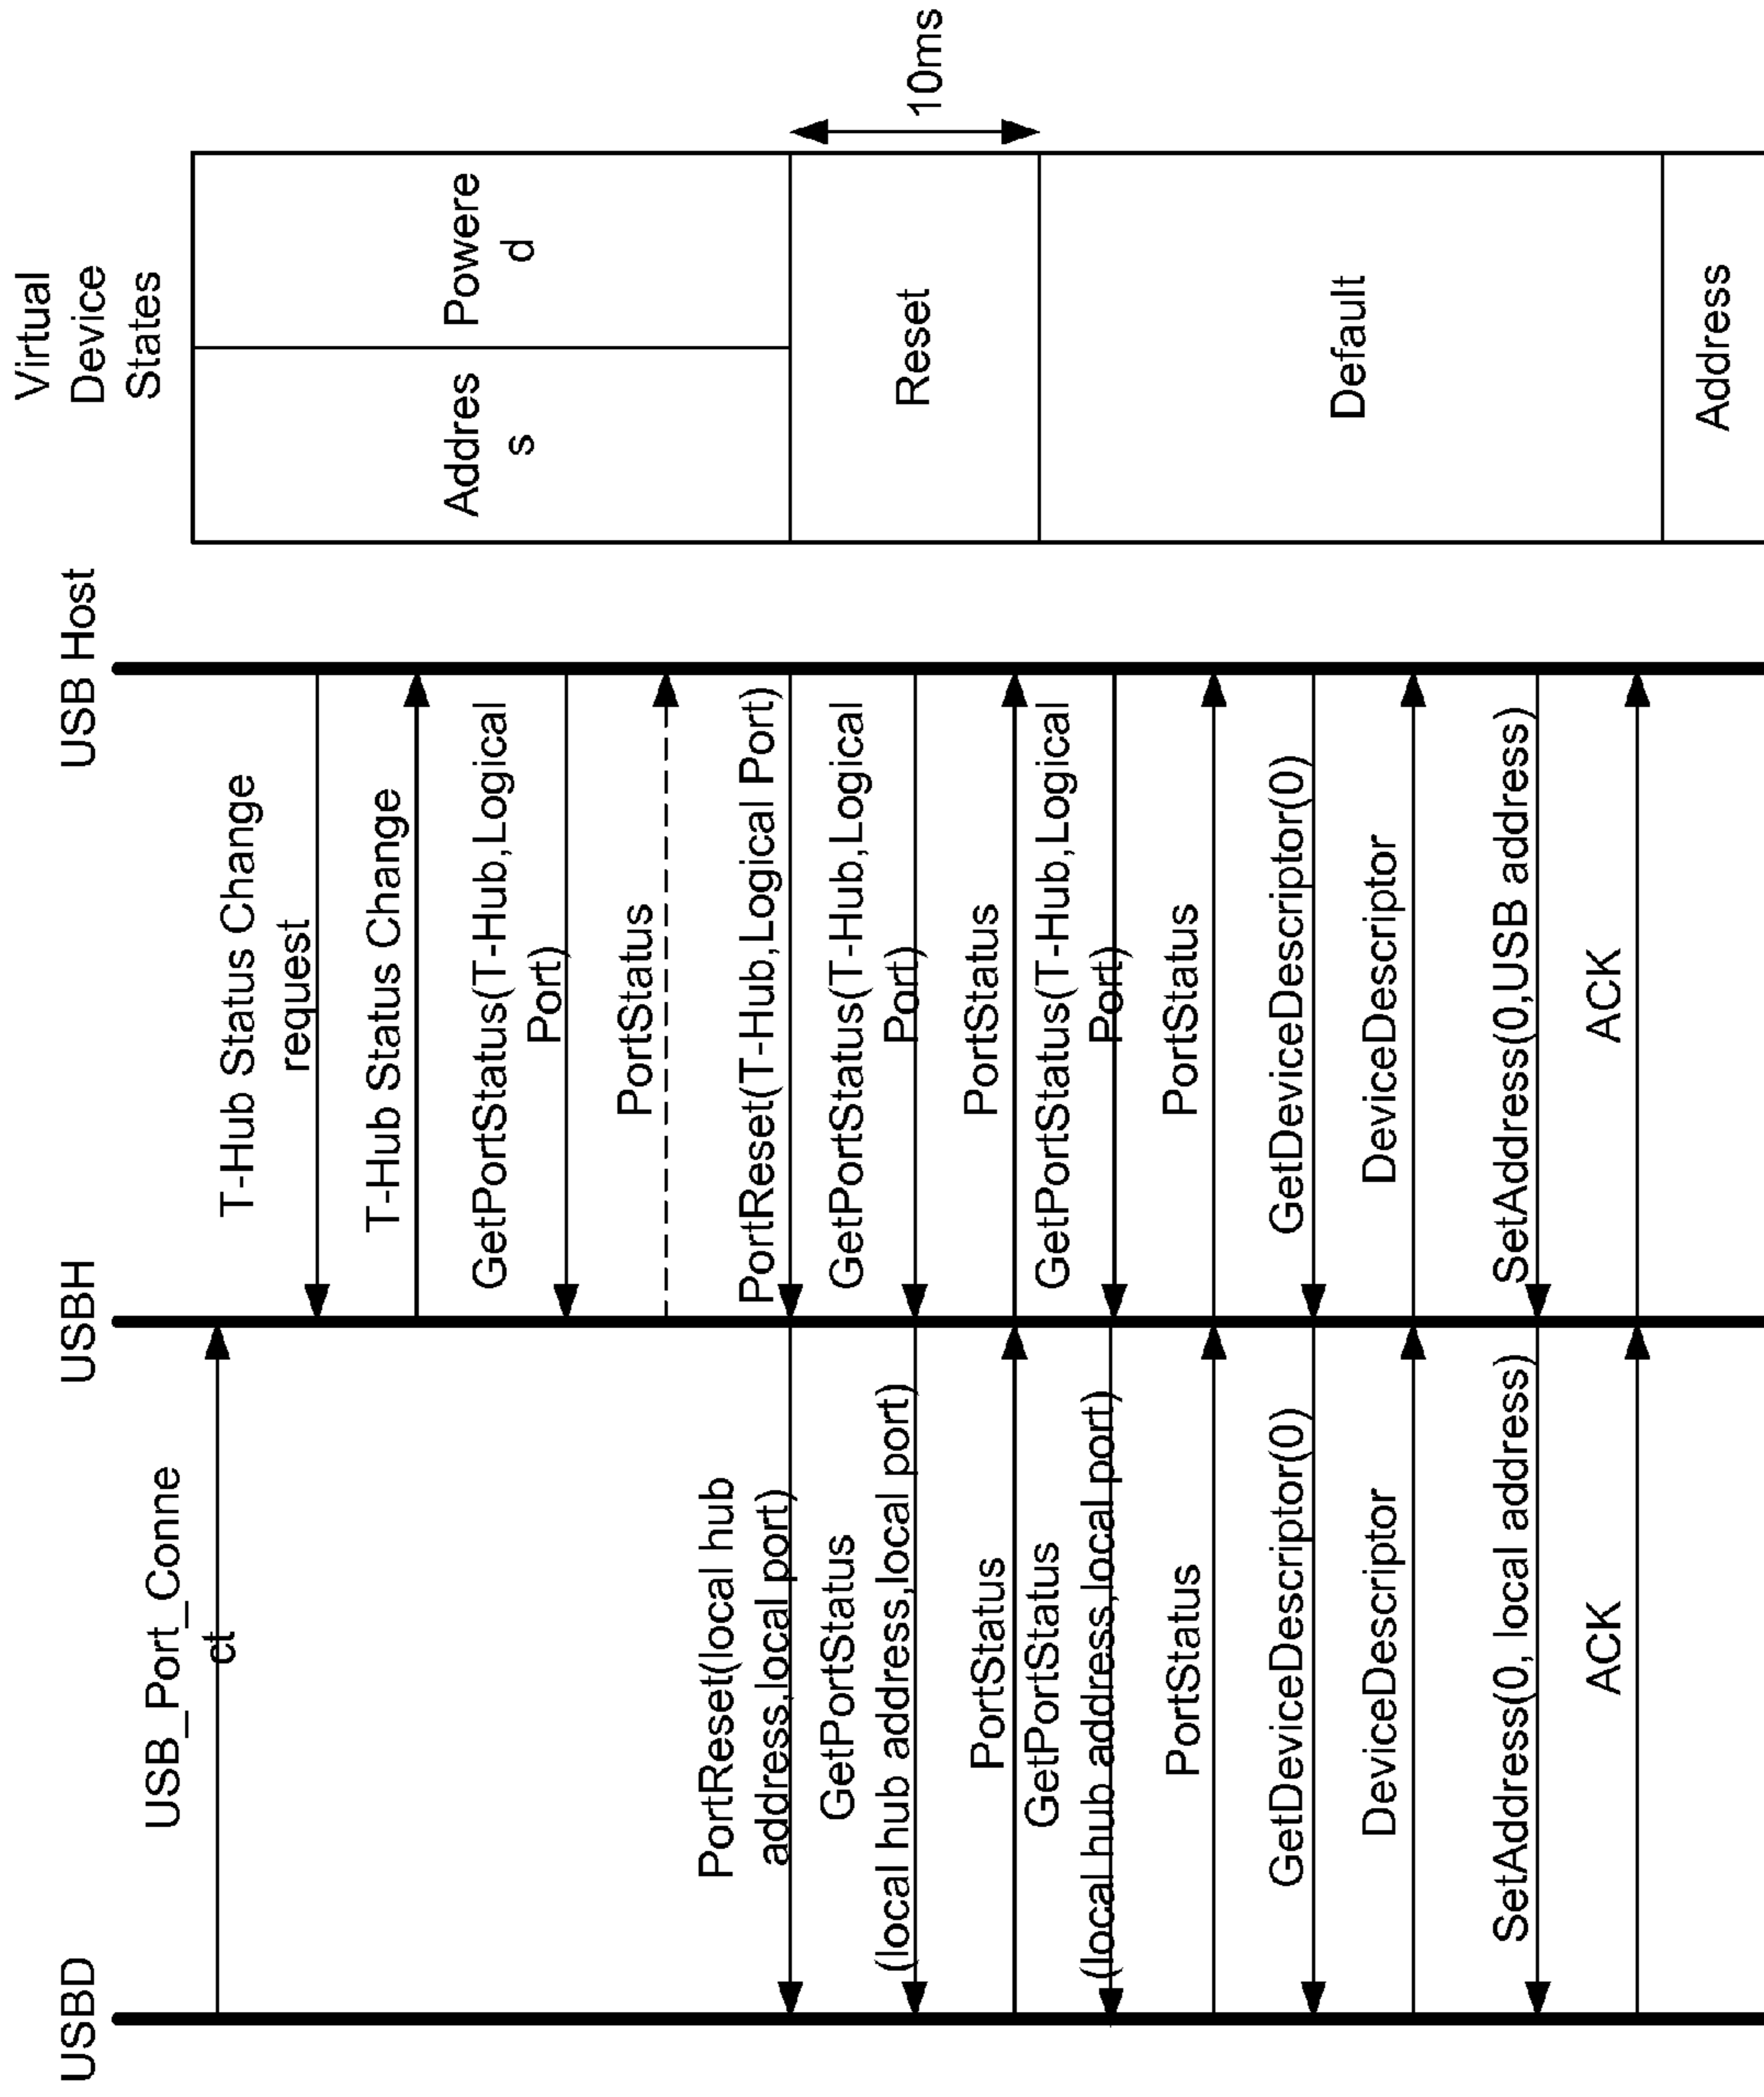 USBD
USBH
USB Host
Virtual
Device
States
USB_Port_Conne
ct
T-Hub Status Change
request
T-Hub Status Change
GetPortStatus(T-Hub,Logical
Port)
PortStatus
Addres
s
Powere
d
PortReset(local hub
address,local port)
PortReset(T-Hub,Logical Port)
GetPortStatus
(local hub address,local port)
GetPortStatus(T-Hub,Logical
Port)
Reset
10ms
PortStatus
PortStatus
GetPortStatus
(local hub address,local port)
GetPortStatus(T-Hub,Logical
Port)
PortStatus
PortStatus
GetDeviceDescriptor(0)
GetDeviceDescriptor(0)
Default
DeviceDescriptor
DeviceDescriptor
SetAddress(0, local address)
SetAddress(0,USB address)
ACK
ACK
Address